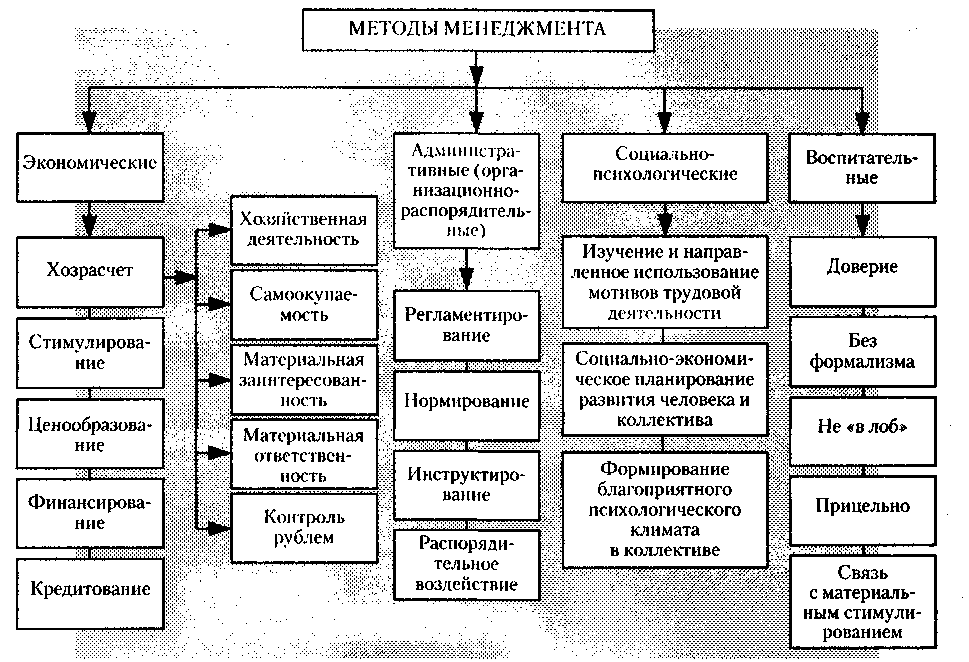 МЕТОДЫ МЕНЕДЖМЕНТА
Экономические
Хозрасчет
Стимулирова-
ние
Ценообразова-
ние
Финансирова-
ние
Кредитование
Хозяйственная
деятельность
Самоокупае-
мость
Материальная
заинтересован-
ность
Материальная
ответствен-
ность
Контроль
рублем
Администра-
тивные (орга-
низационно-
распорядитель-
ные)
Регламентиро-
вание
Нормирование
Инструктиро-
вание
Распоряди-
тельное
воздействие
Социально-
психологические
Изучение и направ-
ленное использование
мотивов трудовой
деятельности
Социально-экономи-
ческое планирование
развития человека и
коллектива
Формирование
благоприятного
психологического
климата
в коллективе
Воспитатель-
ные
Доверие
Без
формализма
Не «в лоб»
Прицельно
Связь
с материаль-
ным стимули-
рованием